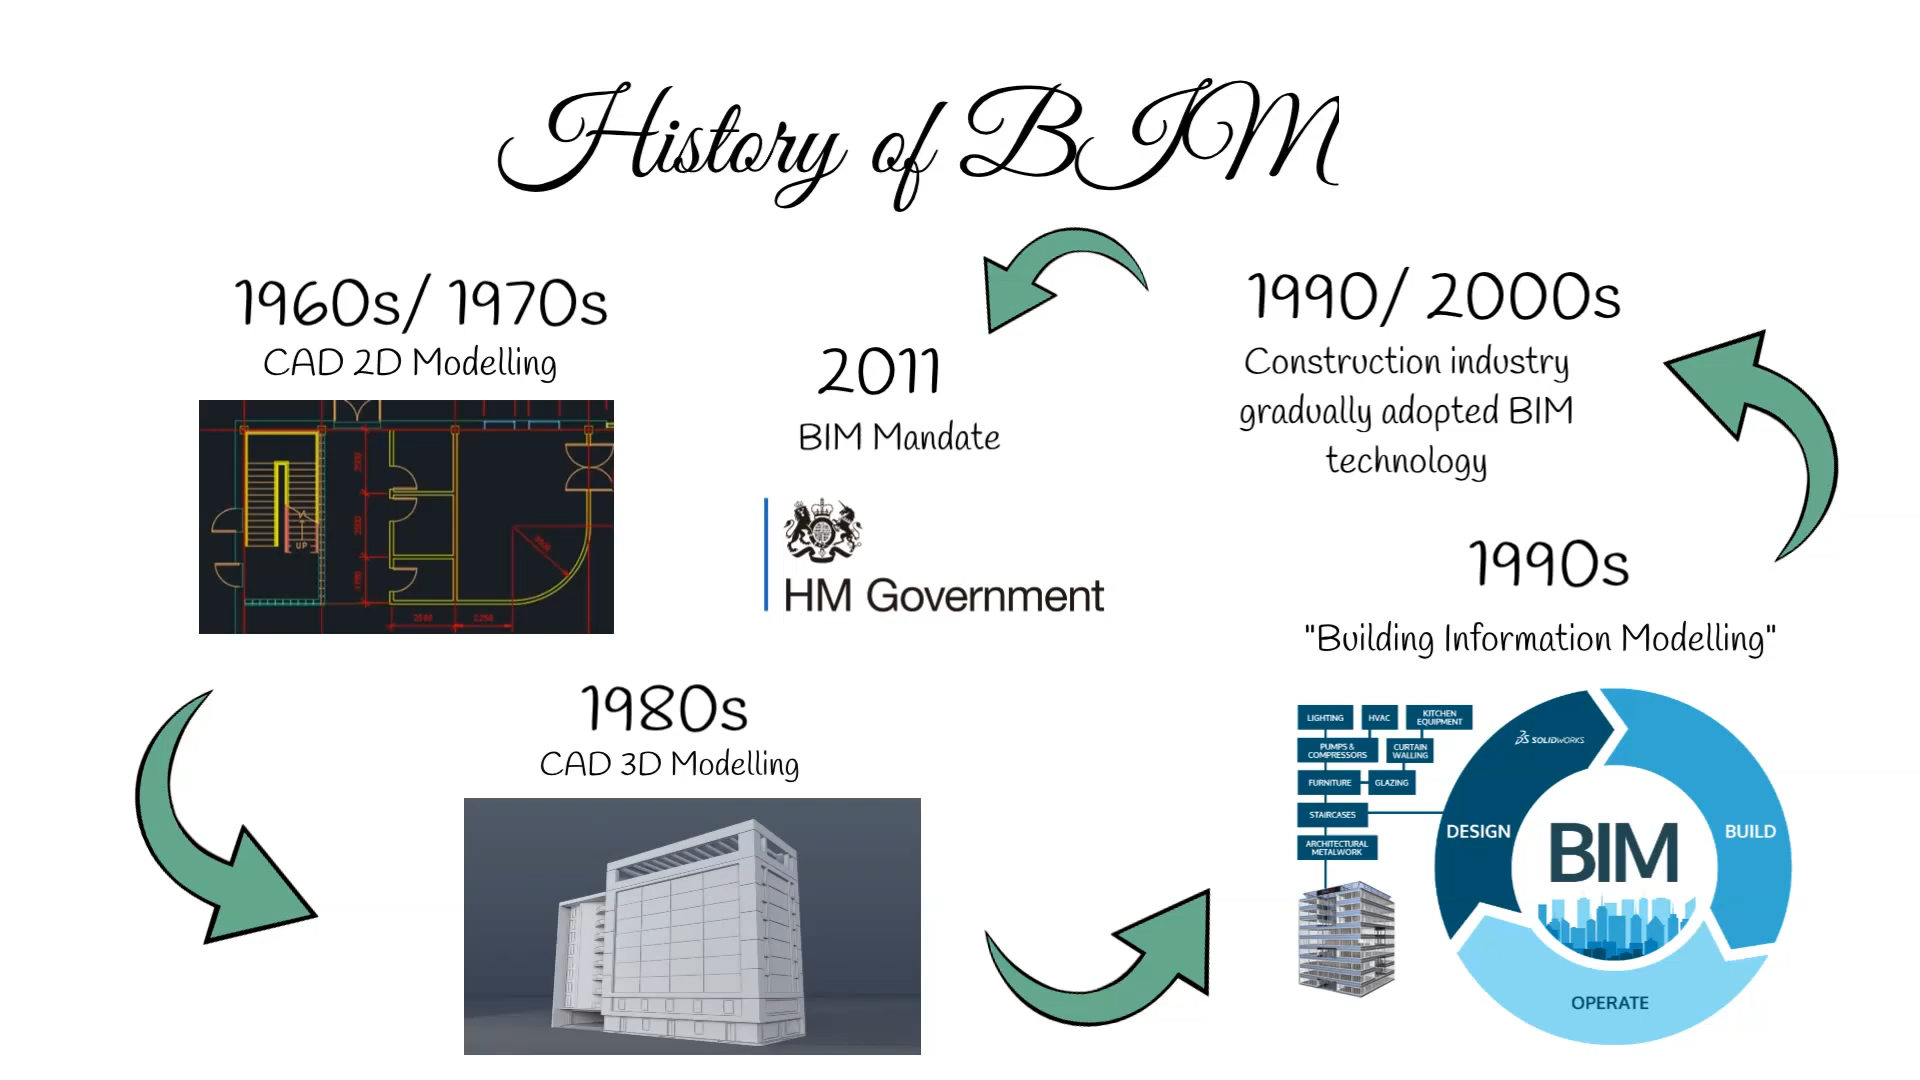 History of BIM
1960s/ 1970s
CAD 2D Modelling
UP
1980s
CAD 3D Modelling
1990s
"Building Information Modelling"
LIGHTING
HVAC
KITCHEN
EQUIPMENT
PUMPS &
COMPRESSORS
CURTAIN
WALLING
FURNITURE
GLAZING
STAIRCASES
ARCHITECTURAL
METALWORK
SOLIDWORKS
DESIGN
BUILD
OPERATE
BIM
1990/ 2000s
Construction industry
gradually adopted BIM
technology
2011
BIM Mandate
HM Government